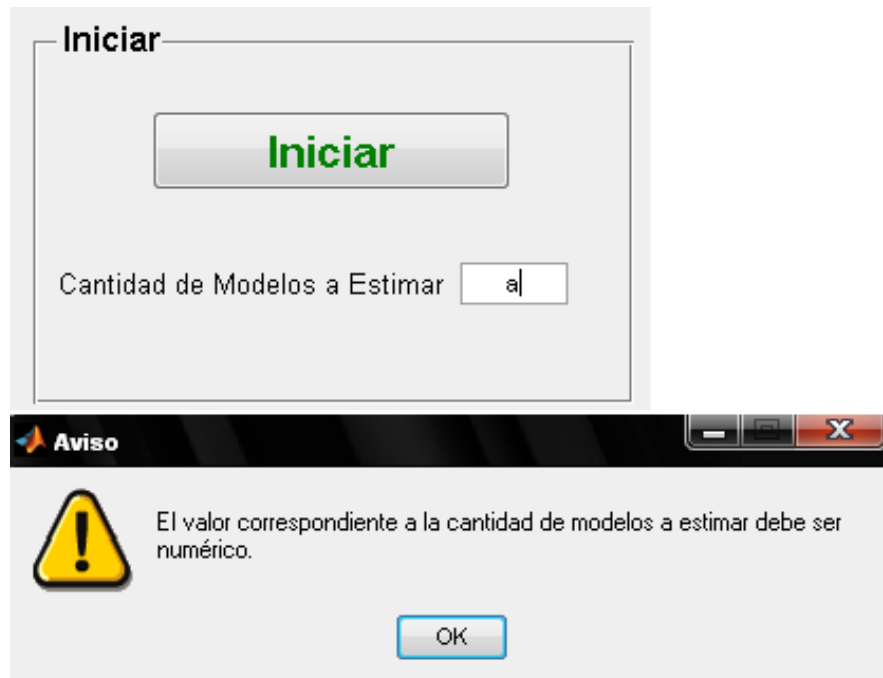 Iniciar
Iniciar
Cantidad de Modelos a Estimar a
Aviso
El valor correspondiente a la cantidad de modelos a estimar debe ser
numérico.
OK